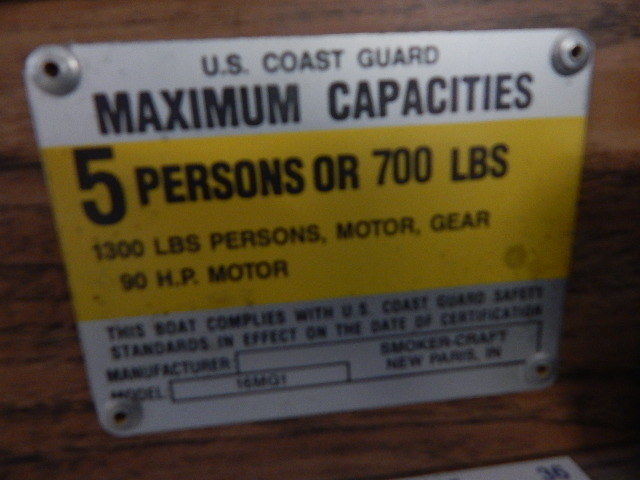 U.S. COAST GUARD
MAXIMUM CAPACITIES
5 PERSONS OR 700 LBS
1300 LBS PERSONS, MOTOR, GEAR
90 H.P. MOTOR
THIS BOAT COMPLIES WITH U.S. COAST GUARD SAFETY
STANDARDS IN EFFECT ON THE DATE OF CERTIFICATION
MANUFACTURER SMOKER-CRAFT
NEW PARIS, IN
MODEL 16MG1
36